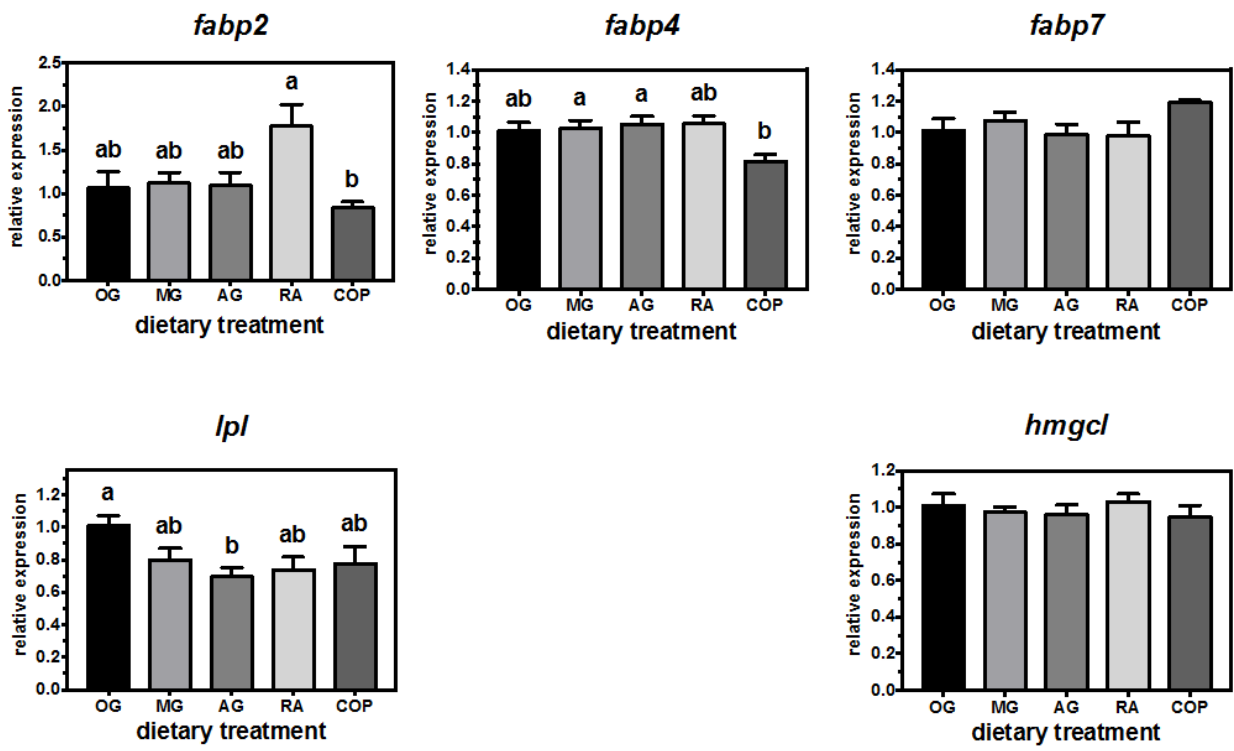 fabp2
relative expression
2.5
2.0
1.5
1.0
0.5
0.0
ab
ab
ab
a
b
OG MG AG RA COP
dietary treatment
fabp4
relative expression
1.4
1.2
1.0
0.8
0.6
0.4
0.2
0.0
ab
a
a
ab
b
OG MG AG RA COP
dietary treatment
fabp7
relative expression
1.4
1.2
1.0
0.8
0.6
0.4
0.2
0.0
OG MG AG RA COP
dietary treatment
lpl
relative expression
1.2
1.0
0.8
0.6
0.4
0.2
0.0
a
ab
b
ab
ab
OG MG AG RA COP
dietary treatment
hmgcl
relative expression
1.2
1.0
0.8
0.6
0.4
0.2
0.0
OG MG AG RA COP
dietary treatment